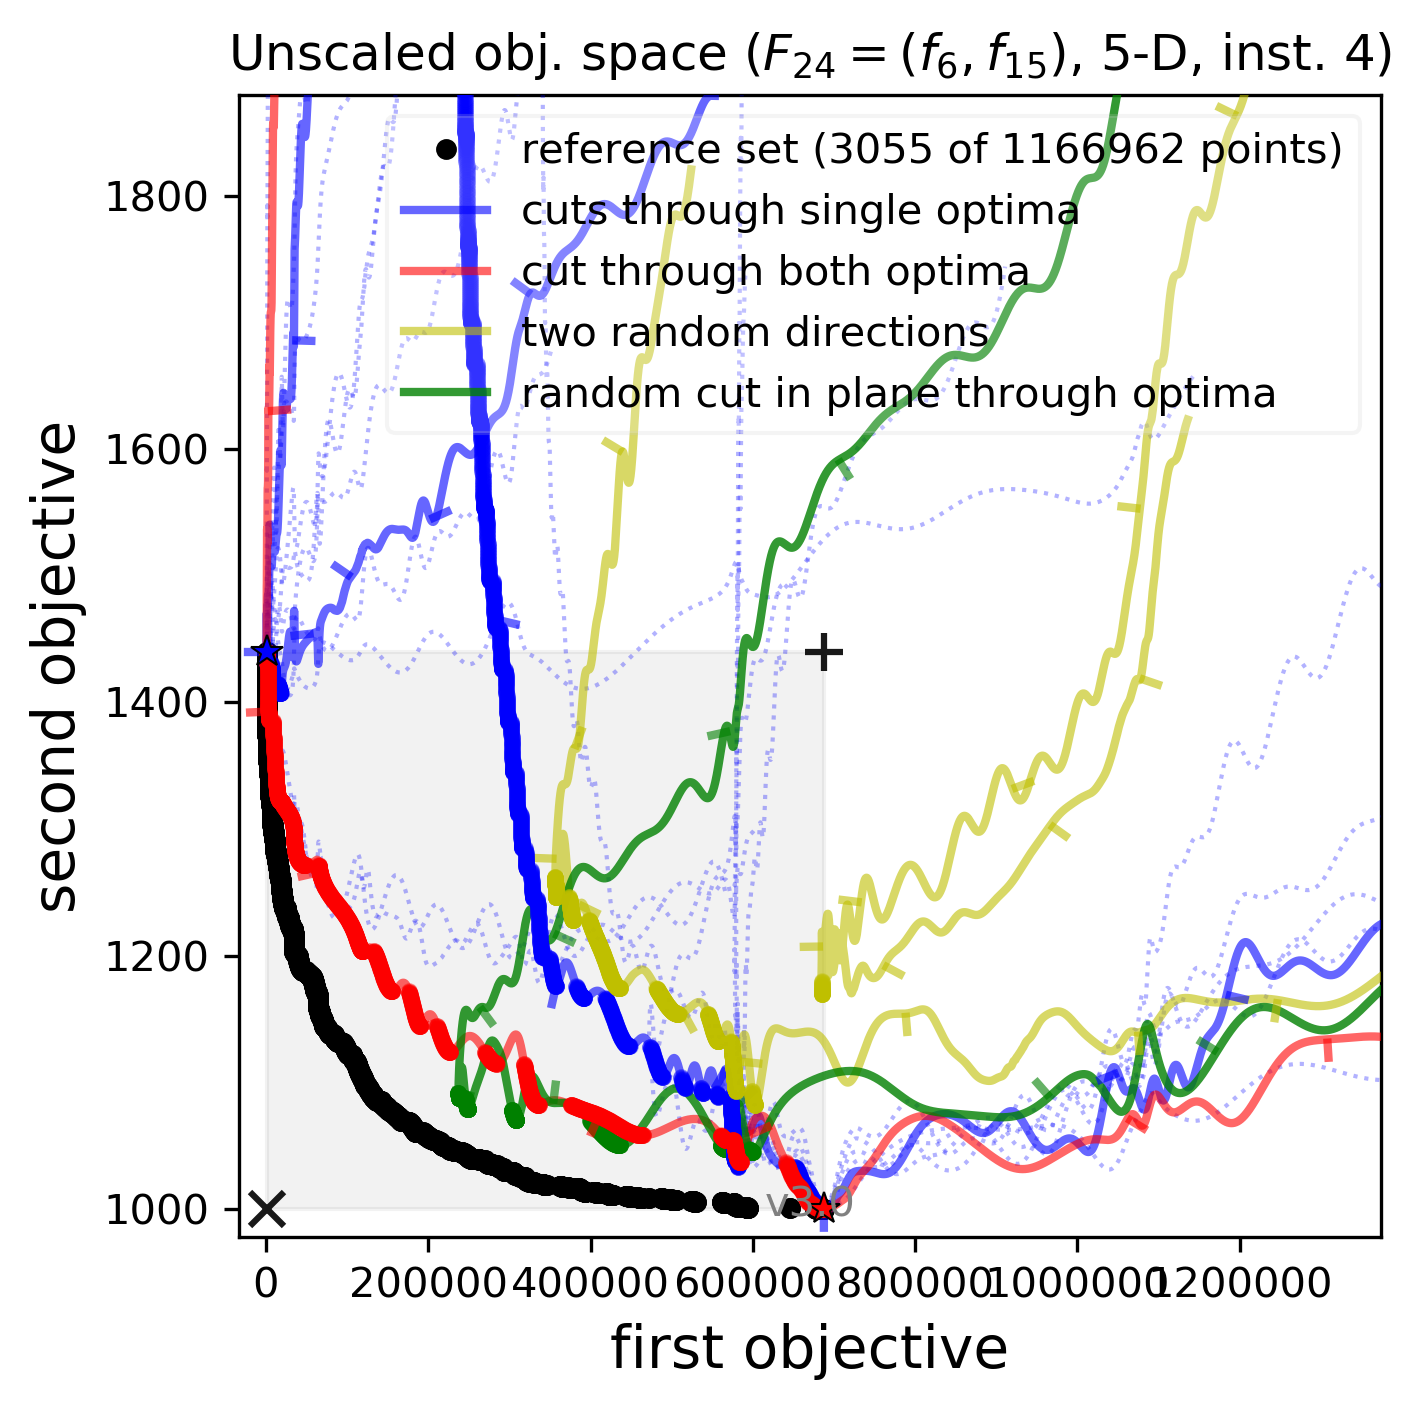 Unscaled obj. space (F₂₄ = (f₆, f₁₅), 5-D, inst. 4)
reference set (3055 of 1166962 points)
cuts through single optima
cut through both optima
two random directions
random cut in plane through optima
1800
1600
1400
1200
1000
second objective
v3.0
0 200000 400000 600000 800000 1000000 1200000
first objective